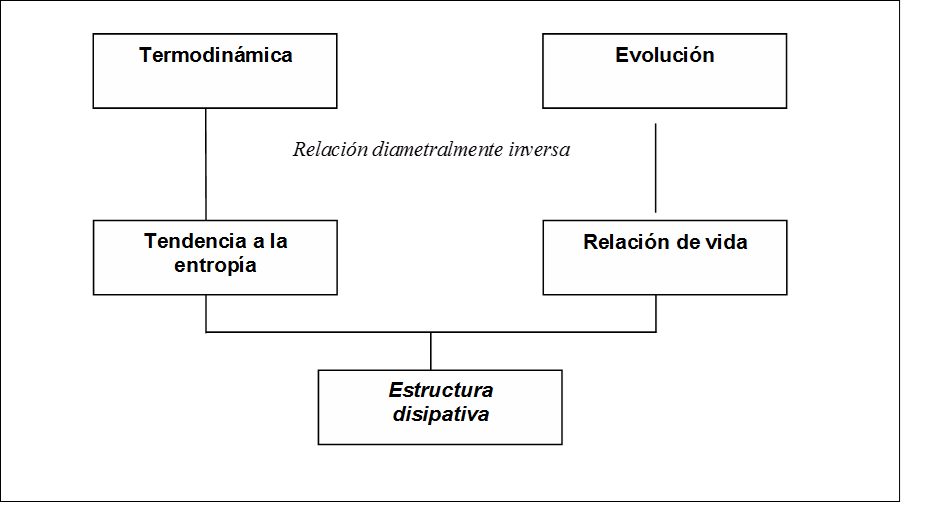 Termodinámica
Evolución
Relación diametralmente inversa
Tendencia a la
entropía
Relación de vida
Estructura
disipativa